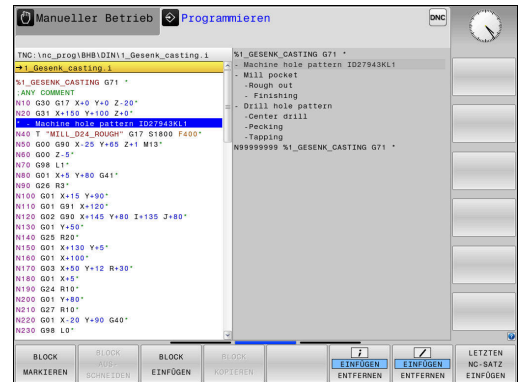 Manueller Betrieb
Programmieren
DNC
TNC:\nc_prog\BHB\DIN\1_Gesenk_casting.i
→1_Gesenk_casting.i
%1_GESENK_CASTING G71 *
;ANY COMMENT
N10 G30 G17 X+0 Y+0 Z-20*
N20 G31 X+150 Y+100 Z+0*
* - Machine hole pattern ID27943KL1
N40 T "MILL_D24_ROUGH" G17 S1800 F400*
N50 G00 G90 X-25 Y+65 Z+1 M13*
N60 G00 Z-5*
N70 G98 L1*
N80 G01 X+5 Y+80 G41*
N90 G26 R3*
N100 G01 X+15 Y+90*
N110 G01 G91 X+120*
N120 G02 G90 X+145 Y+80 I+135 J+80*
N130 G01 Y+50*
N140 G25 R20*
N150 G01 X+130 Y+5*
N160 G01 X+100*
N170 G03 X+50 Y+12 R+30*
N180 G01 X+5*
N190 G24 R10*
N200 G01 Y+80*
N210 G27 R10*
N220 G01 X-20 Y+90 G40*
N230 G98 L0*
%1_GESENK_CASTING G71 *
- Machine hole pattern ID27943KL1
- Mill pocket
-Rough out
- Finishing
- Drill hole pattern
-Center drill
-Pecking
-Tapping
N99999999 %1_GESENK_CASTING G71 *
BLOCK
MARKIEREN
BLOCK
AUS-
SCHNEIDEN
BLOCK
EINFÜGEN
BLOCK
KOPIEREN
;
EINFÜGEN
ENTFERNEN
/
EINFÜGEN
ENTFERNEN
LETZTEN
NC-SATZ
EINFÜGEN